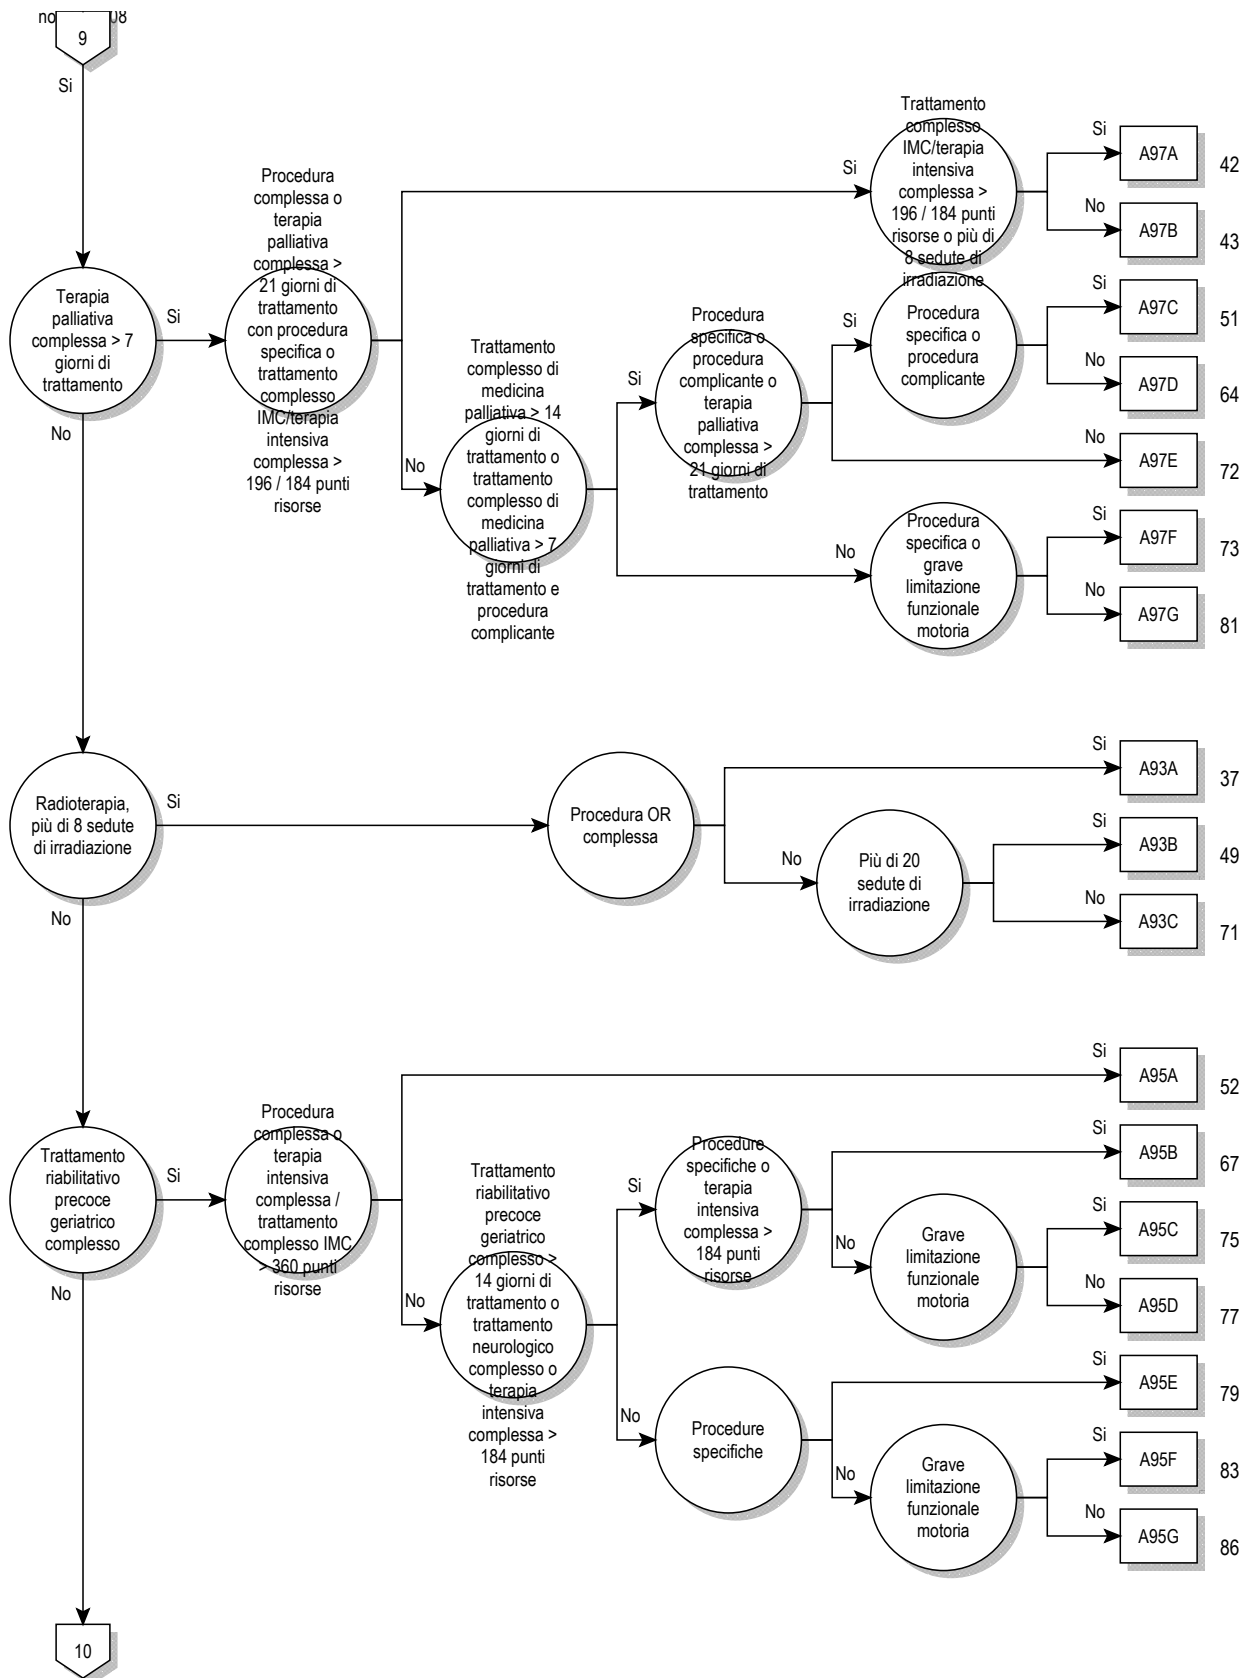 9
Si
Terapia
palliativa
complessa > 7
giorni di
trattamento
Si
No
Procedura
complessa o
terapia
palliativa
complessa >
21 giorni di
trattamento
con procedura
specifica o
trattamento
complesso
IMC/terapia
intensiva
complessa >
196 / 184 punti
risorse
Si
No
Trattamento
complesso
IMC/terapia
intensiva
complessa >
196 / 184 punti
risorse o più di
8 sedute di
irradiazione
Si
A97A
42
No
A97B
43
Trattamento
complesso di
medicina
palliativa > 14
giorni di
trattamento o
trattamento
complesso di
medicina
palliativa > 7
giorni di
trattamento e
procedura
complicante
Si
No
Procedura
specifica o
procedura
complicante o
terapia
palliativa
complessa >
21 giorni di
trattamento
Si
Procedura
specifica o
procedura
complicante
Si
A97C
51
No
A97D
64
No
A97E
72
Procedura
specifica o
grave
limitazione
funzionale
motoria
Si
A97F
73
No
A97G
81
Radioterapia,
più di 8 sedute
di irradiazione
Si
No
Procedura OR
complessa
Si
A93A
37
No
Più di 20
sedute di
irradiazione
Si
A93B
49
No
A93C
71
Trattamento
riabilitativo
precoce
geriatrico
complesso
Si
No
Procedura
complessa o
terapia
intensiva
complessa /
trattamento
complesso IMC
> 360 punti
risorse
Si
A95A
52
No
Trattamento
riabilitativo
precoce
geriatrico
complesso >
14 giorni di
trattamento o
trattamento
neurologico
complesso o
terapia
intensiva
complessa >
184 punti
risorse
Si
No
Procedure
specifiche o
terapia
intensiva
complessa >
184 punti
risorse
Si
A95B
67
No
Grave
limitazione
funzionale
motoria
Si
A95C
75
No
A95D
77
Procedure
specifiche
Si
A95E
79
No
Grave
limitazione
funzionale
motoria
Si
A95F
83
No
A95G
86
10